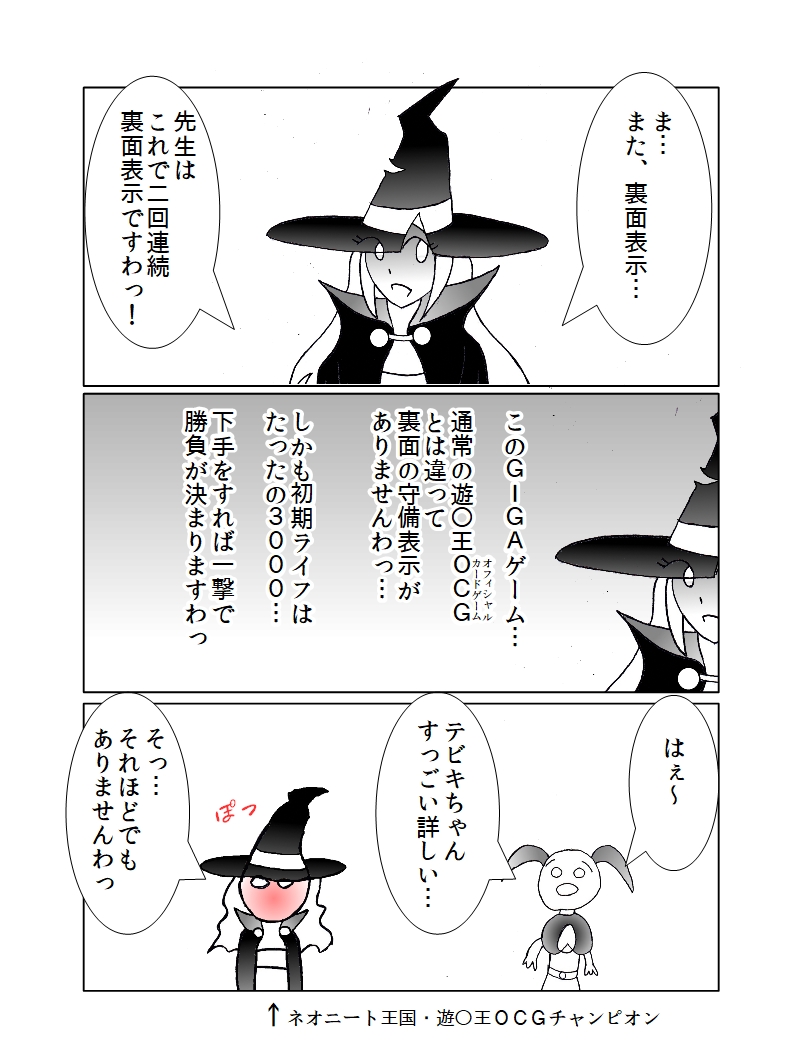 ま…
また、裏面表示…
先生は
これで二回連続
裏面表示ですわっ！
このＧＩＧＡゲーム…
通常の遊〇王ＯＣＧ
オフィシャル
カードゲーム
とは違って
裏面の守備表示が
ありませんわっ…
しかも初期ライフは
たったの３０００…
下手をすれば一撃で
勝負が決まりますわっ
はぇ～
テビキちゃん
すっごい詳しい…
ぽっ
そっ…
それほどでも
ありませんわっ
↑ネオニート王国・遊〇王ＯＣＧチャンピオン